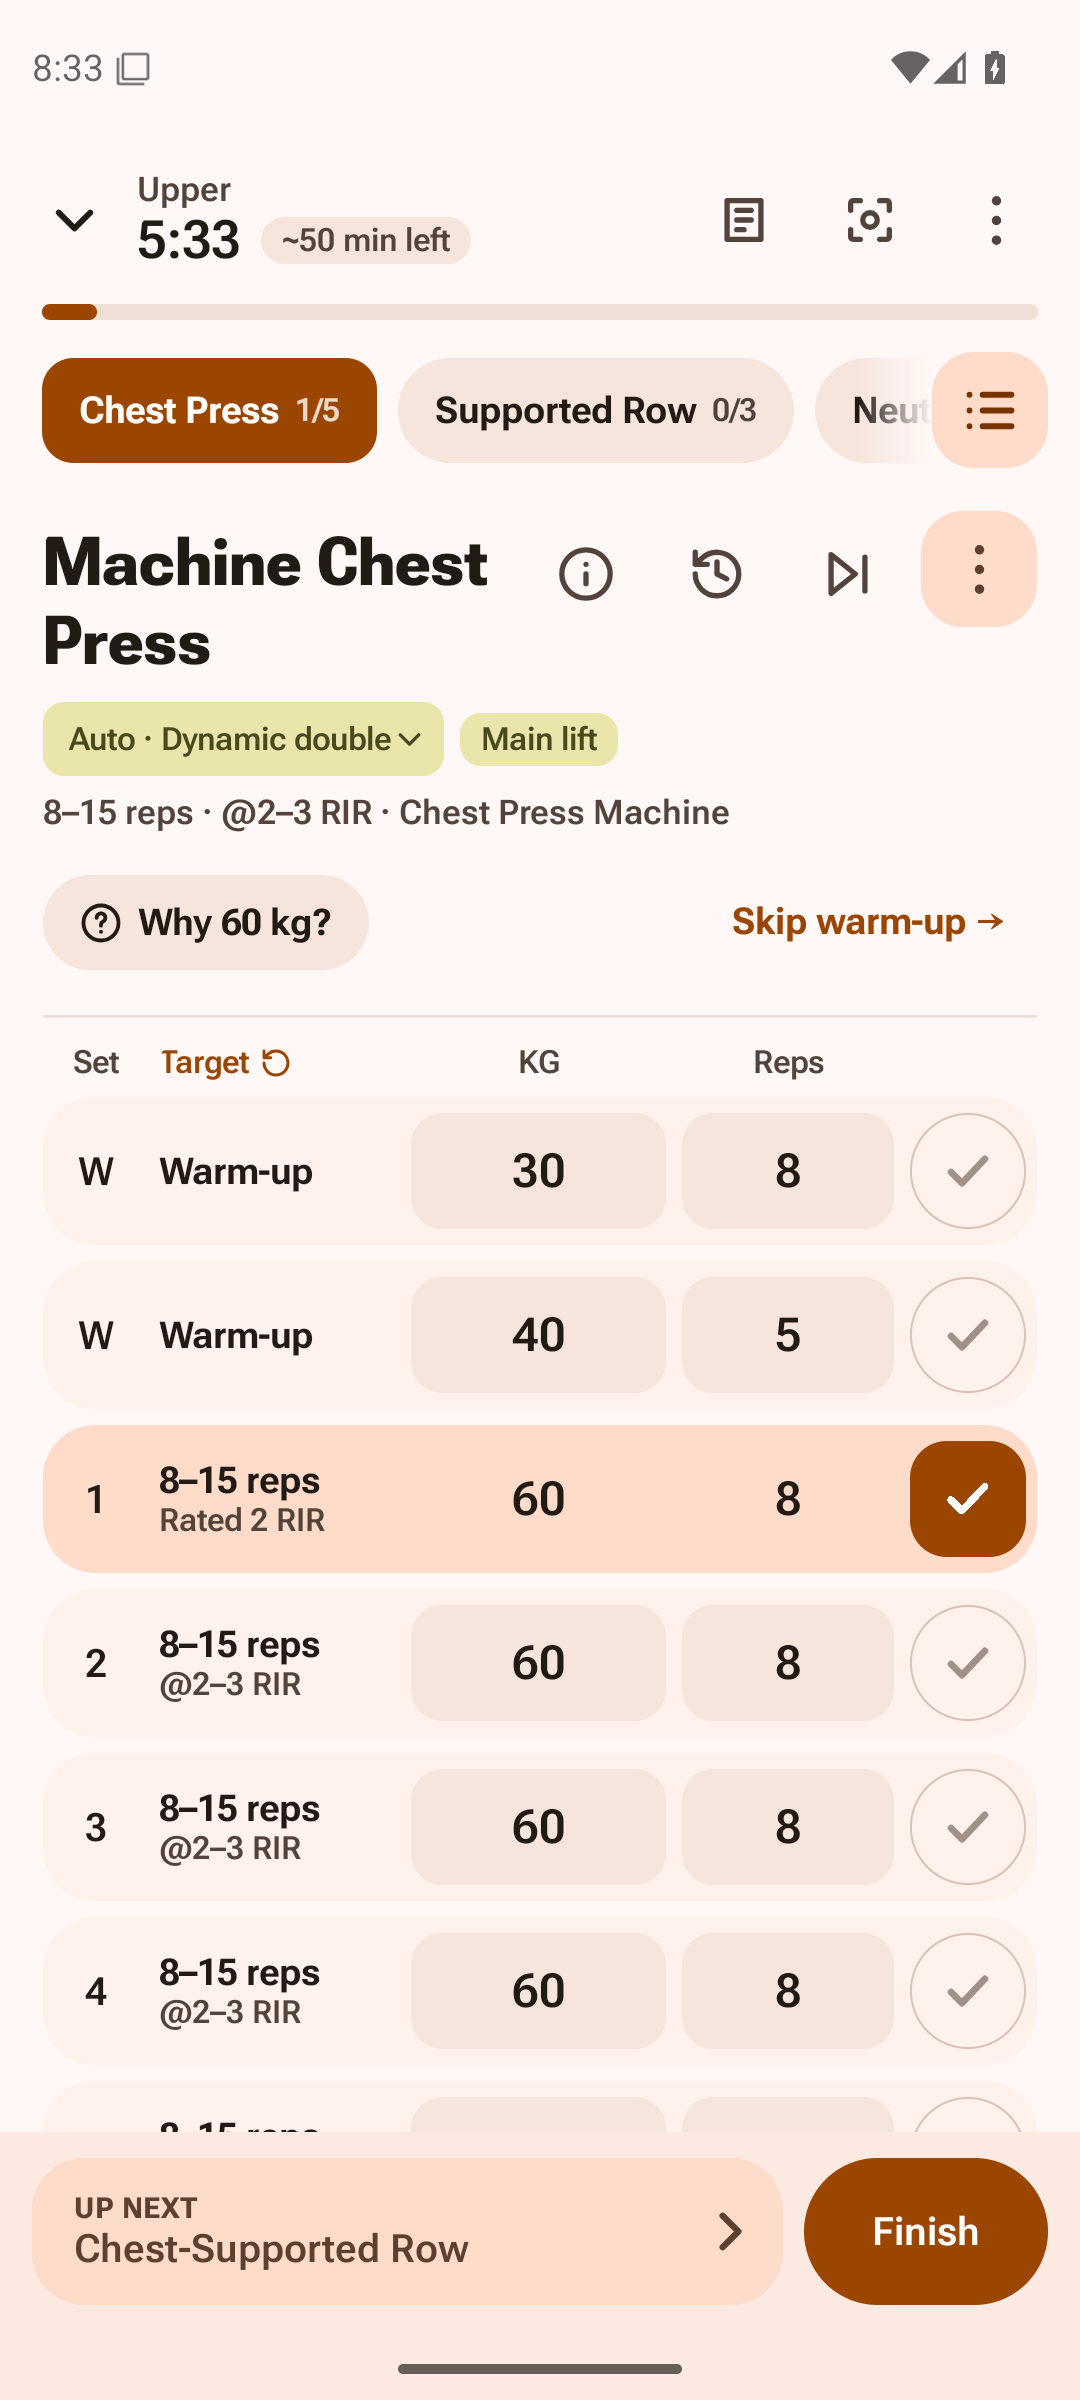 8:33
Upper
5:33 ~50 min left
Chest Press 1/5 Supported Row 0/3 Neut
Machine Chest
Press
Auto · Dynamic double Main lift
8–15 reps · @2–3 RIR · Chest Press Machine
Why 60 kg? Skip warm-up →
Set Target KG Reps
W Warm-up 30 8
W Warm-up 40 5
1 8–15 reps 60 8
Rated 2 RIR
2 8–15 reps 60 8
@2–3 RIR
3 8–15 reps 60 8
@2–3 RIR
4 8–15 reps 60 8
@2–3 RIR
8–15 reps
UP NEXT
Chest-Supported Row
Finish